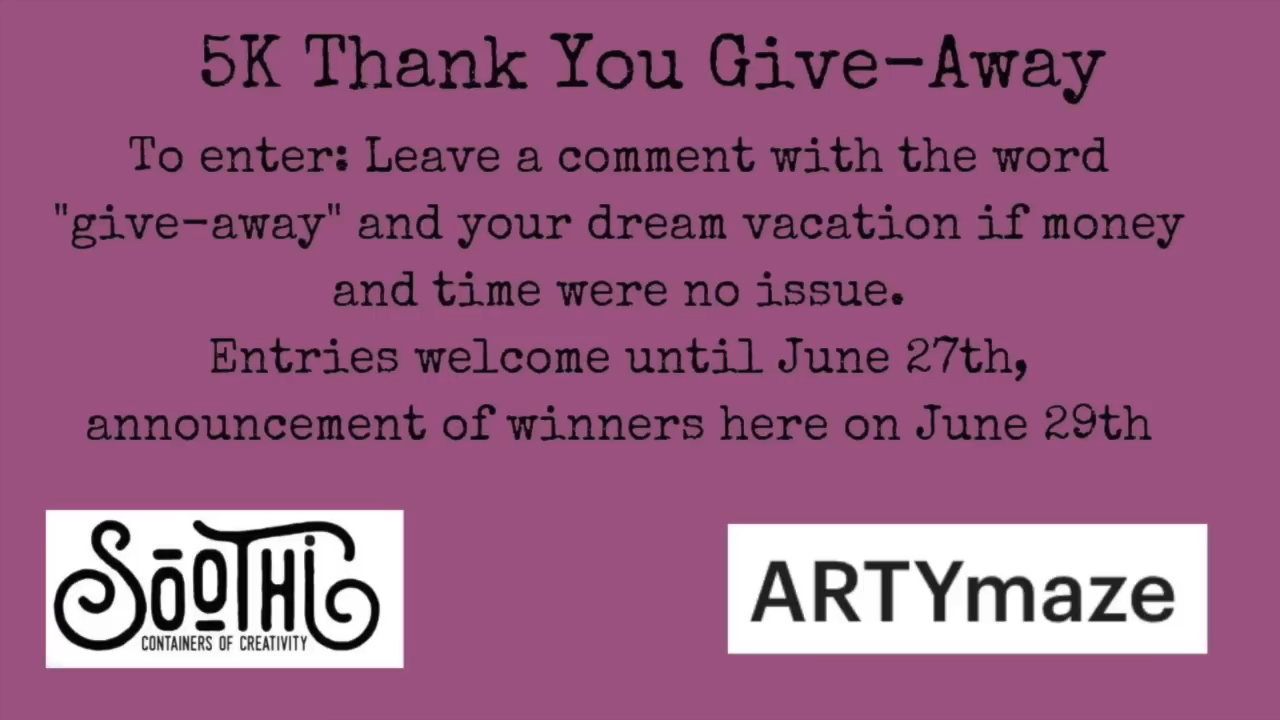 5K Thank You Give-Away
To enter: Leave a comment with the word
"give-away" and your dream vacation if money
and time were no issue.
Entries welcome until June 27th,
announcement of winners here on June 29th
SōoTHi
CONTAINERS OF CREATIVITY
ARTYmaze